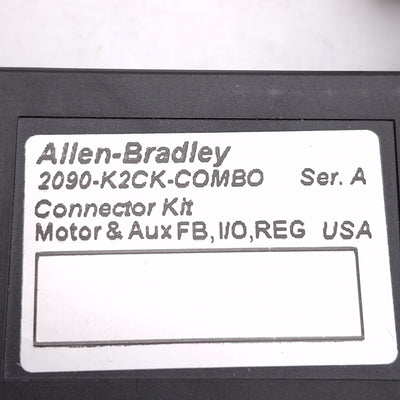 Allen-Bradley
2090-K2CK-COMBO Ser. A
Connector Kit
Motor & Aux FB, I/O, REG USA